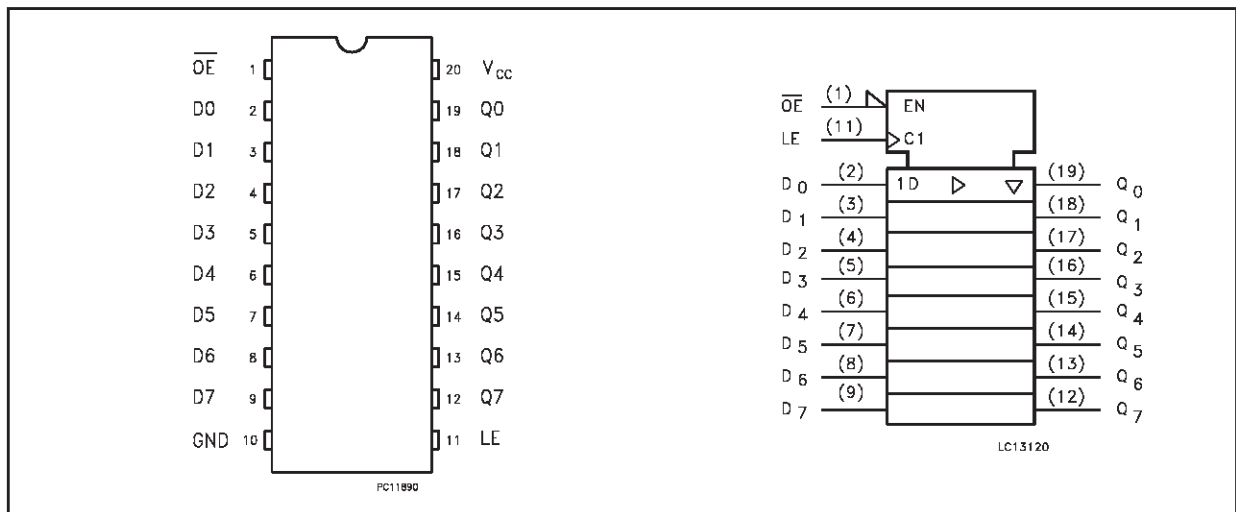 OE 1 20 VCC
D0 2 19 Q0
D1 3 18 Q1
D2 4 17 Q2
D3 5 16 Q3
D4 6 15 Q4
D5 7 14 Q5
D6 8 13 Q6
D7 9 12 Q7
GND 10 11 LE
PC11890
OE (1) EN
LE (11) C1
D0 (2) 1D (19) Q0
D1 (3) (18) Q1
D2 (4) (17) Q2
D3 (5) (16) Q3
D4 (6) (15) Q4
D5 (7) (14) Q5
D6 (8) (13) Q6
D7 (9) (12) Q7
LC13120